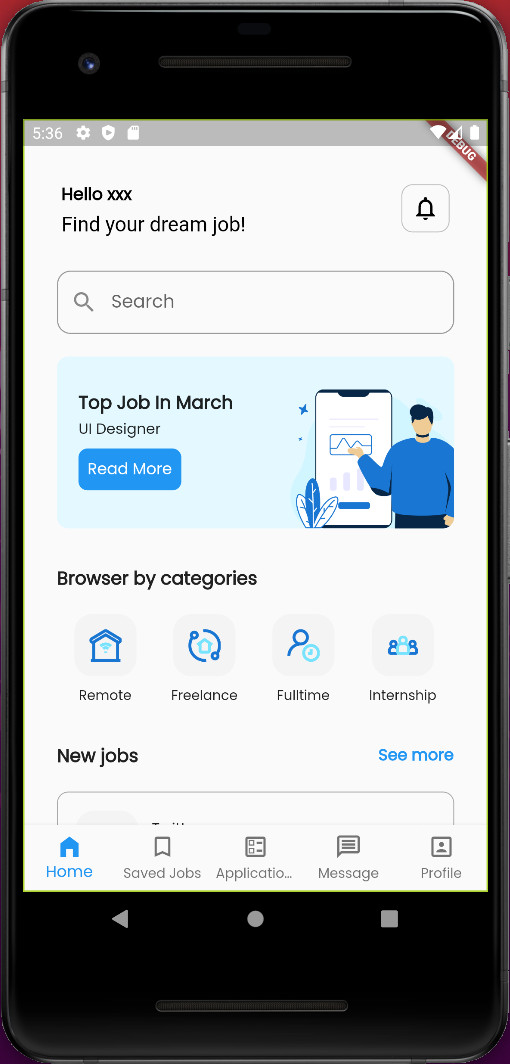 5:36
DEBUG
Hello xxx
Find your dream job!
Search
Top Job In March
UI Designer
Read More
Browser by categories
Remote
Freelance
Fulltime
Internship
New jobs
See more
Home
Saved Jobs
Applicatio...
Message
Profile